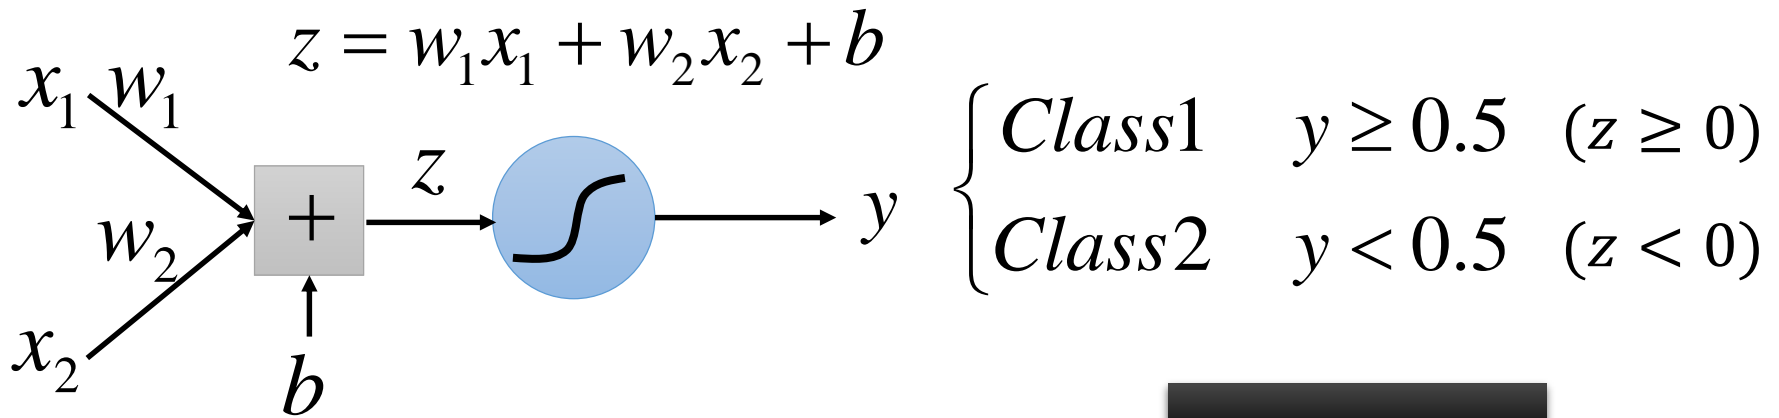 z = w₁x₁ + w₂x₂ + b
x₁ w₁
w₂
x₂
b
+
z
y
Class1 y ≥ 0.5 (z ≥ 0)
Class2 y < 0.5 (z < 0)